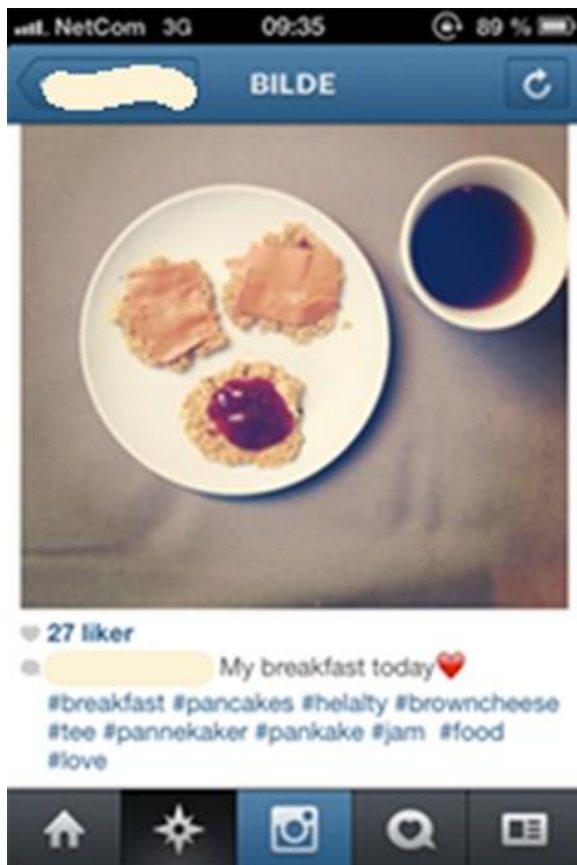 NetCom 3G 09:35 89 %
BILDE
27 liker
My breakfast today❤
#breakfast #pancakes #helalty #browncheese
#tee #pannekaker #pankake #jam #food
#love